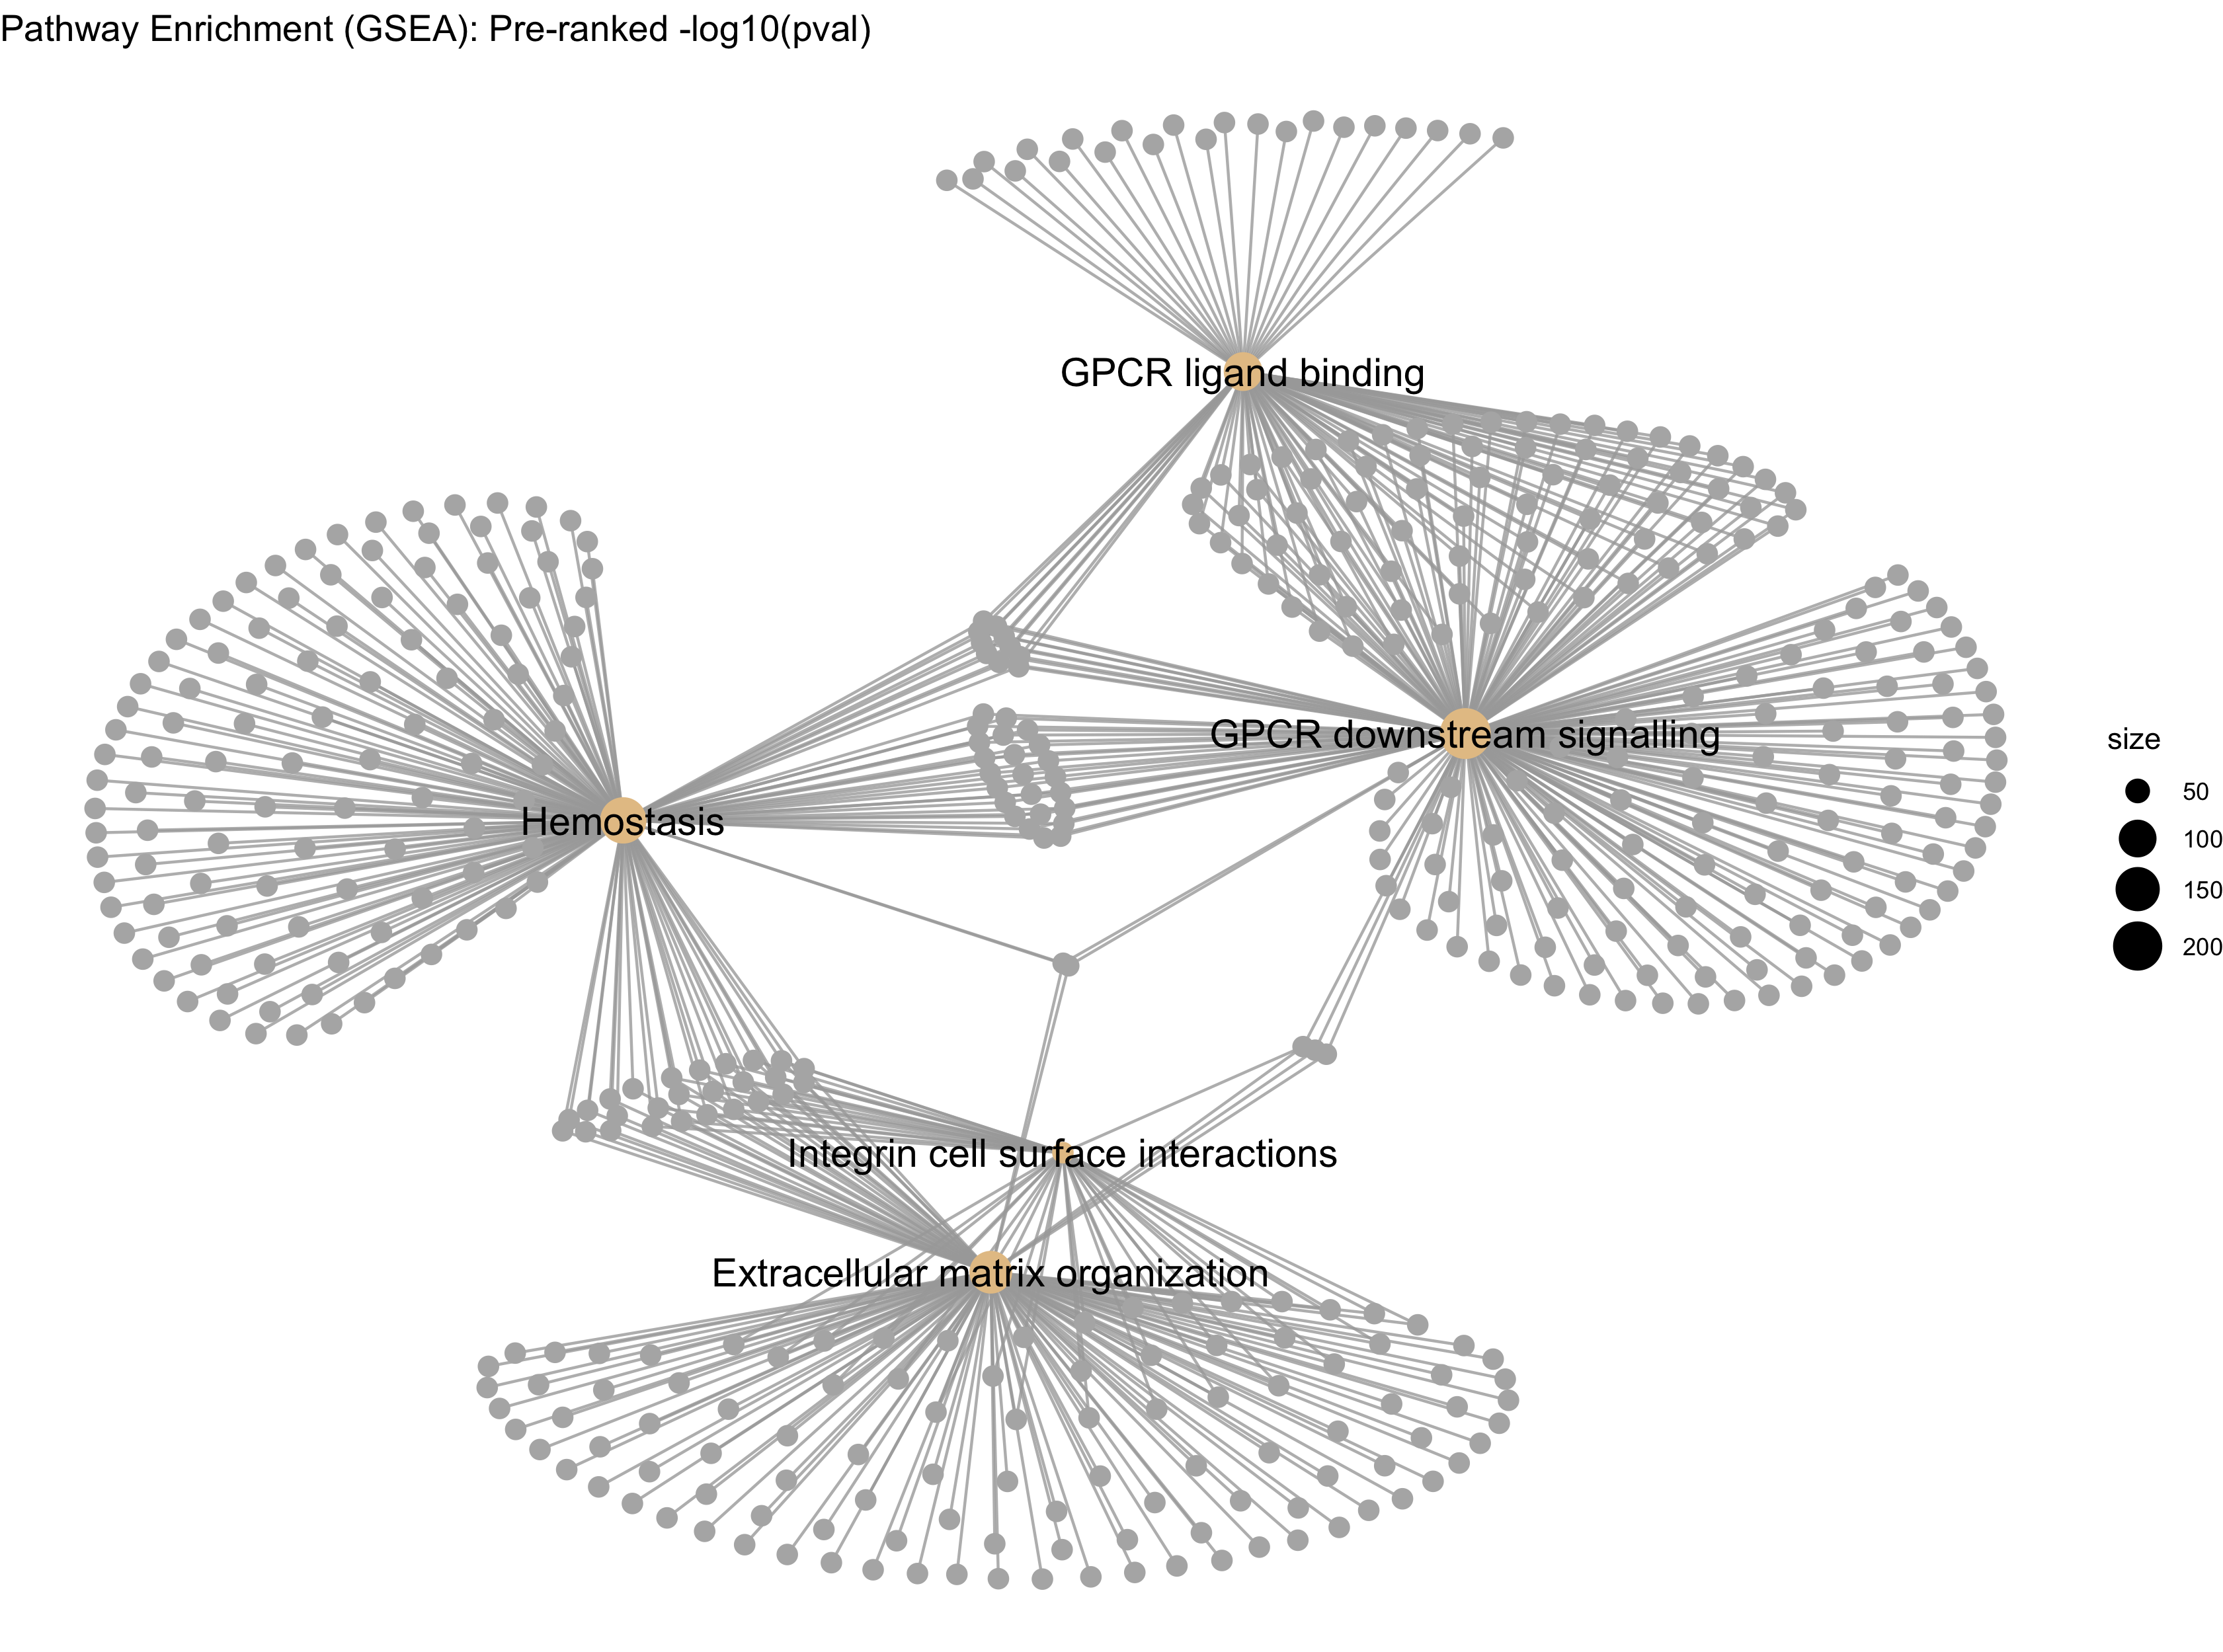 Pathway Enrichment (GSEA): Pre-ranked -log10(pval)
GPCR ligand binding
GPCR downstream signalling
Hemostasis
Integrin cell surface interactions
Extracellular matrix organization
size
50
100
150
200